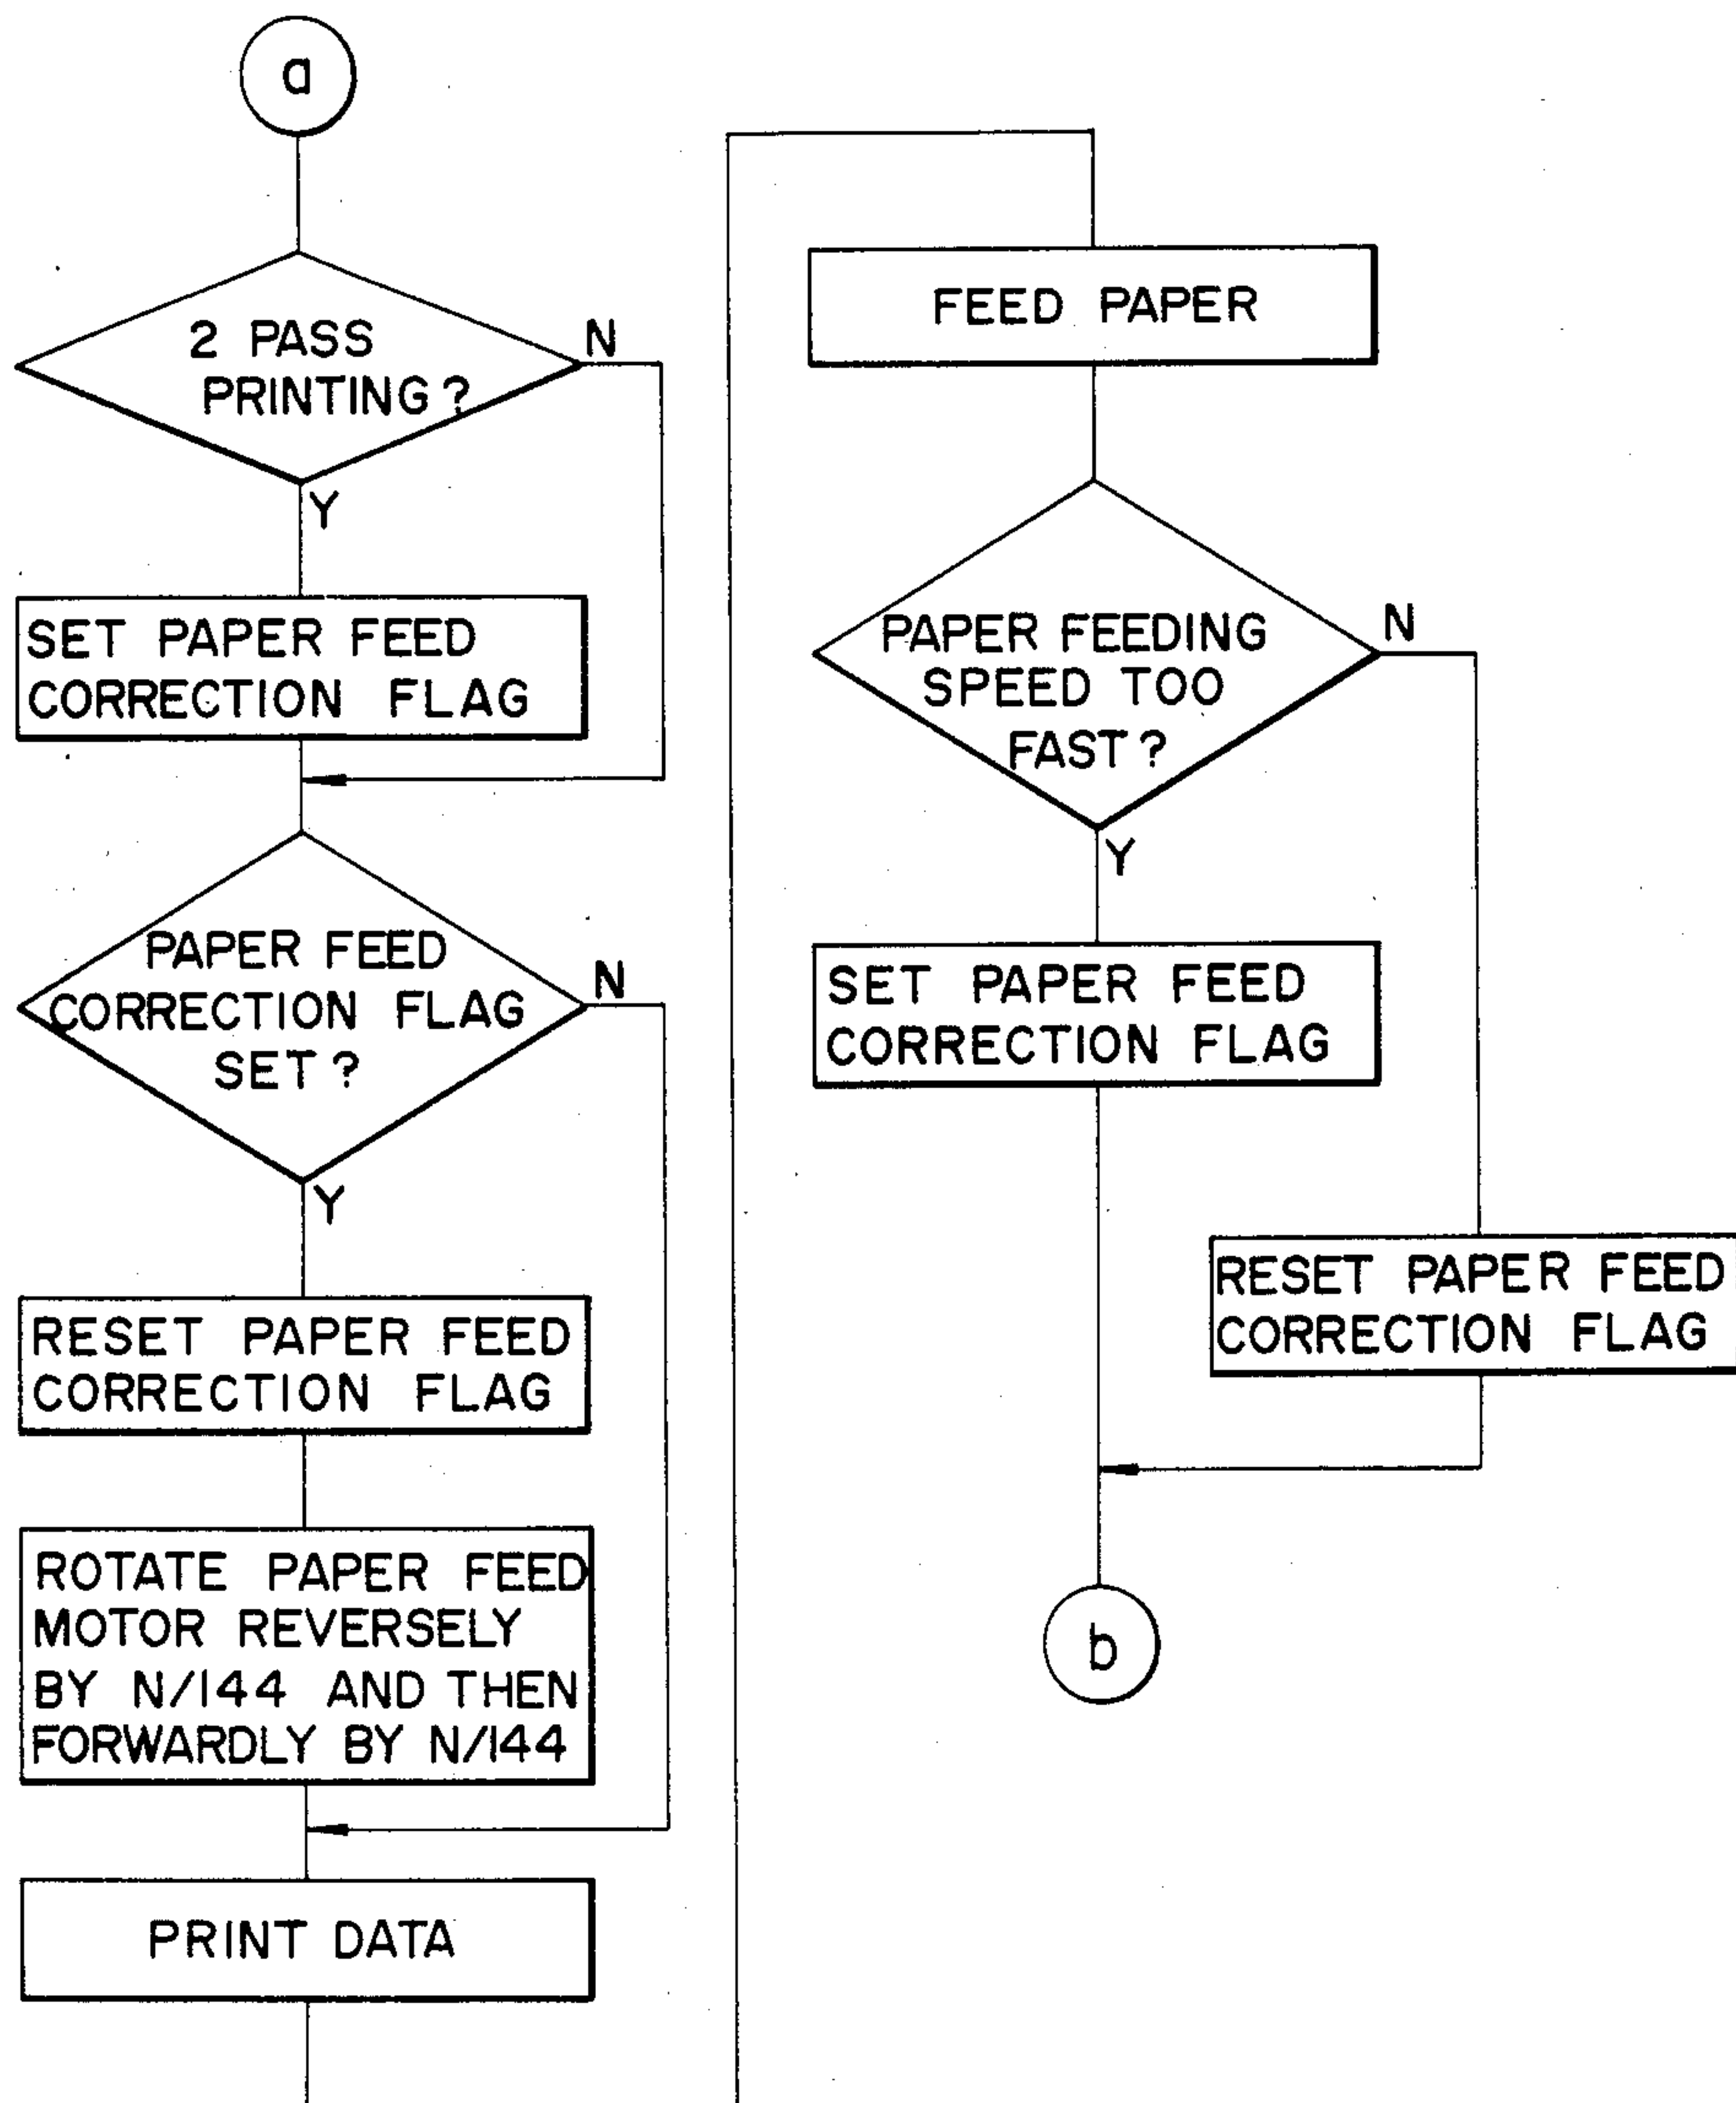 a
2 PASS
PRINTING?
N
Y
SET PAPER FEED
CORRECTION FLAG
PAPER FEED
CORRECTION FLAG
SET?
N
Y
RESET PAPER FEED
CORRECTION FLAG
ROTATE PAPER FEED
MOTOR REVERSELY
BY N/144 AND THEN
FORWARDLY BY N/144
PRINT DATA
FEED PAPER
PAPER FEEDING
SPEED TOO
FAST?
N
Y
SET PAPER FEED
CORRECTION FLAG
RESET PAPER FEED
CORRECTION FLAG
b